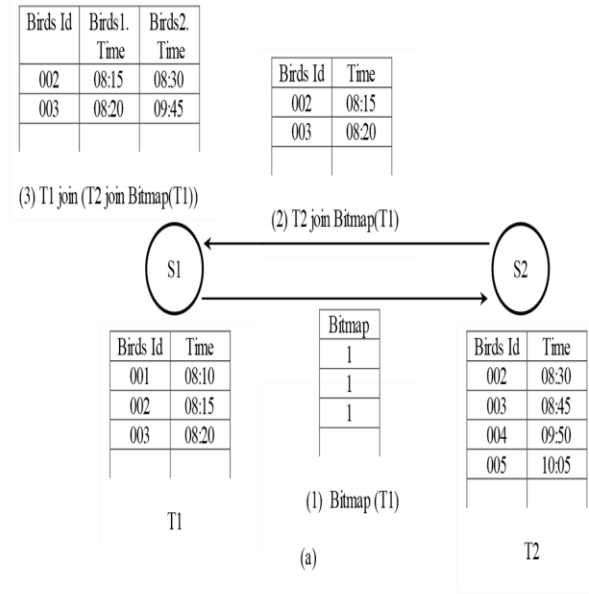 Birds Id Birds1. Time Birds2. Time
002 08:15 08:30
003 08:20 09:45
(3) T1 join (T2 join Bitmap(T1))
Birds Id Time
002 08:15
003 08:20
(2) T2 join Bitmap(T1)
S1
S2
Birds Id Time
001 08:10
002 08:15
003 08:20
T1
Bitmap
1
1
1
(1) Bitmap (T1)
(a)
Birds Id Time
002 08:30
003 08:45
004 09:50
005 10:05
T2